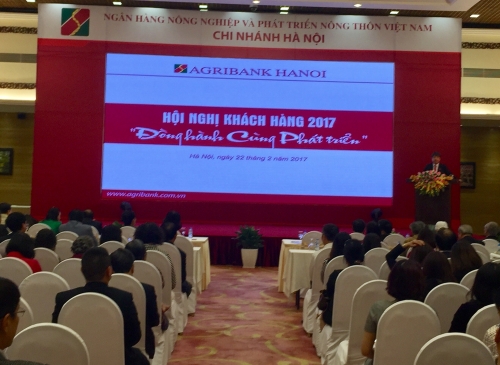 NGÂN HÀNG NÔNG NGHIỆP VÀ PHÁT TRIỂN NÔNG THÔN VIỆT NAM
CHI NHÁNH HÀ NỘI
AGRIBANK HANOI
HỘI NGHỊ KHÁCH HÀNG 2017
"Đồng hành Cùng Phát triển"
Hà Nội, ngày 22 tháng 2 năm 2017
www.agribank.com.vn